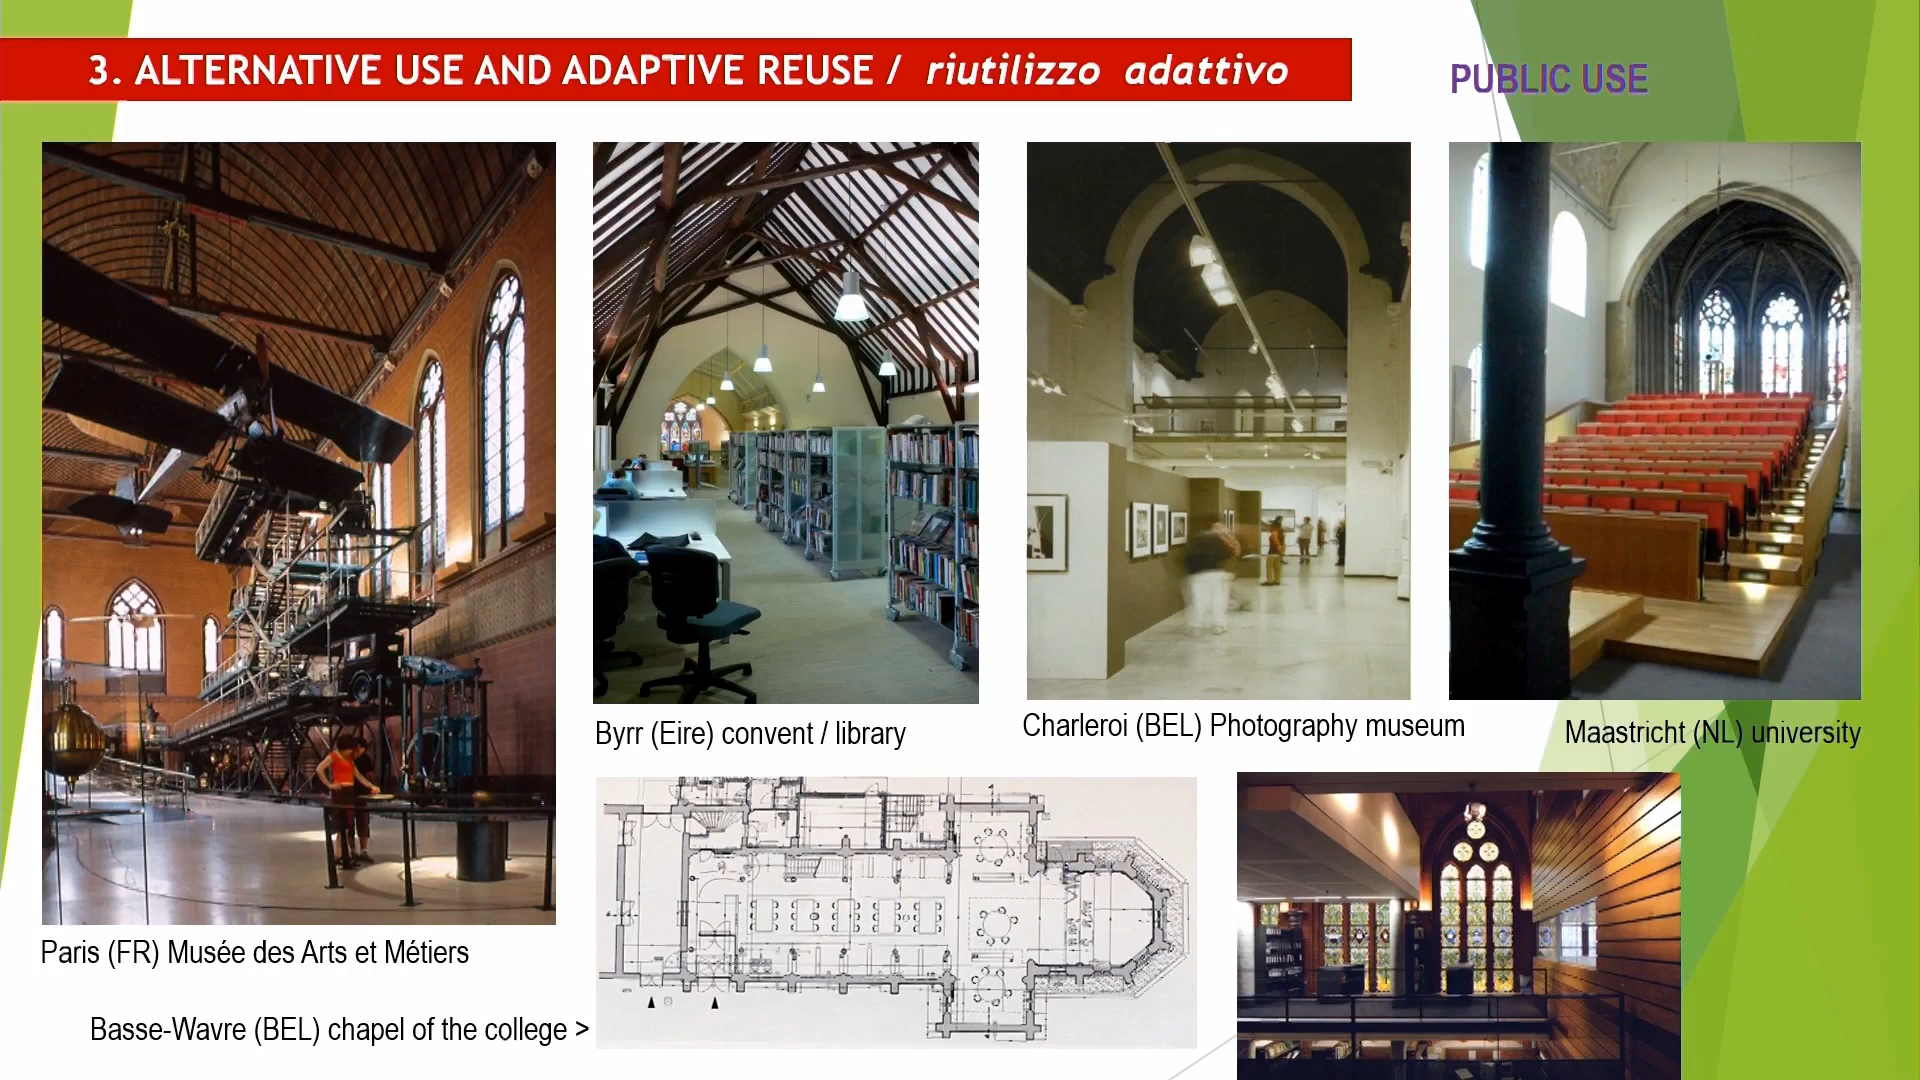 3. ALTERNATIVE USE AND ADAPTIVE REUSE / riutilizzo adattivo
PUBLIC USE
Byrr (Eire) convent / library
Charleroi (BEL) Photography museum
Maastricht (NL) university
Paris (FR) Musée des Arts et Métiers
Basse-Wavre (BEL) chapel of the college >